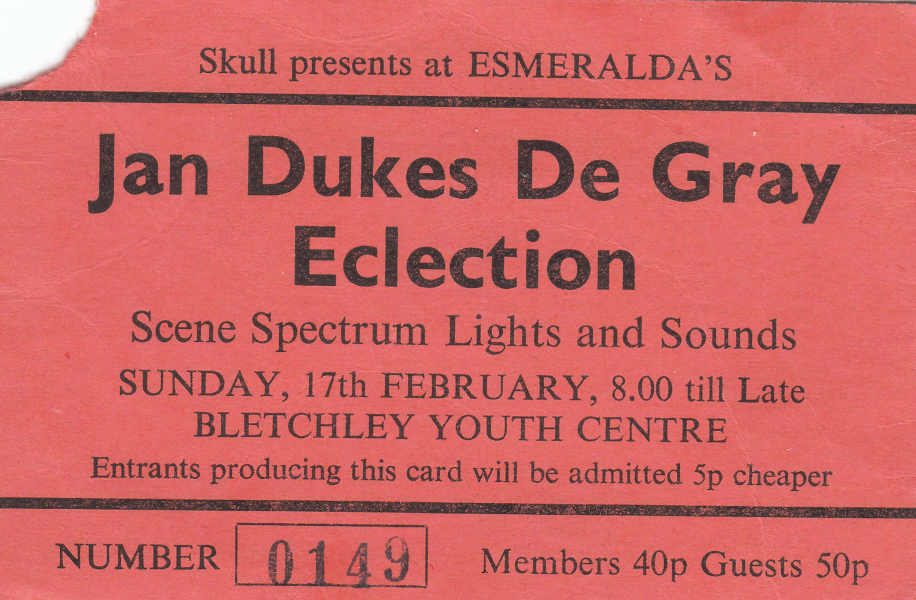 Skull presents at ESMERALDA'S
Jan Dukes De Gray
Eclection
Scene Spectrum Lights and Sounds
SUNDAY, 17th FEBRUARY, 8.00 till Late
BLETCHLEY YOUTH CENTRE
Entrants producing this card will be admitted 5p cheaper
NUMBER 0149 Members 40p Guests 50p